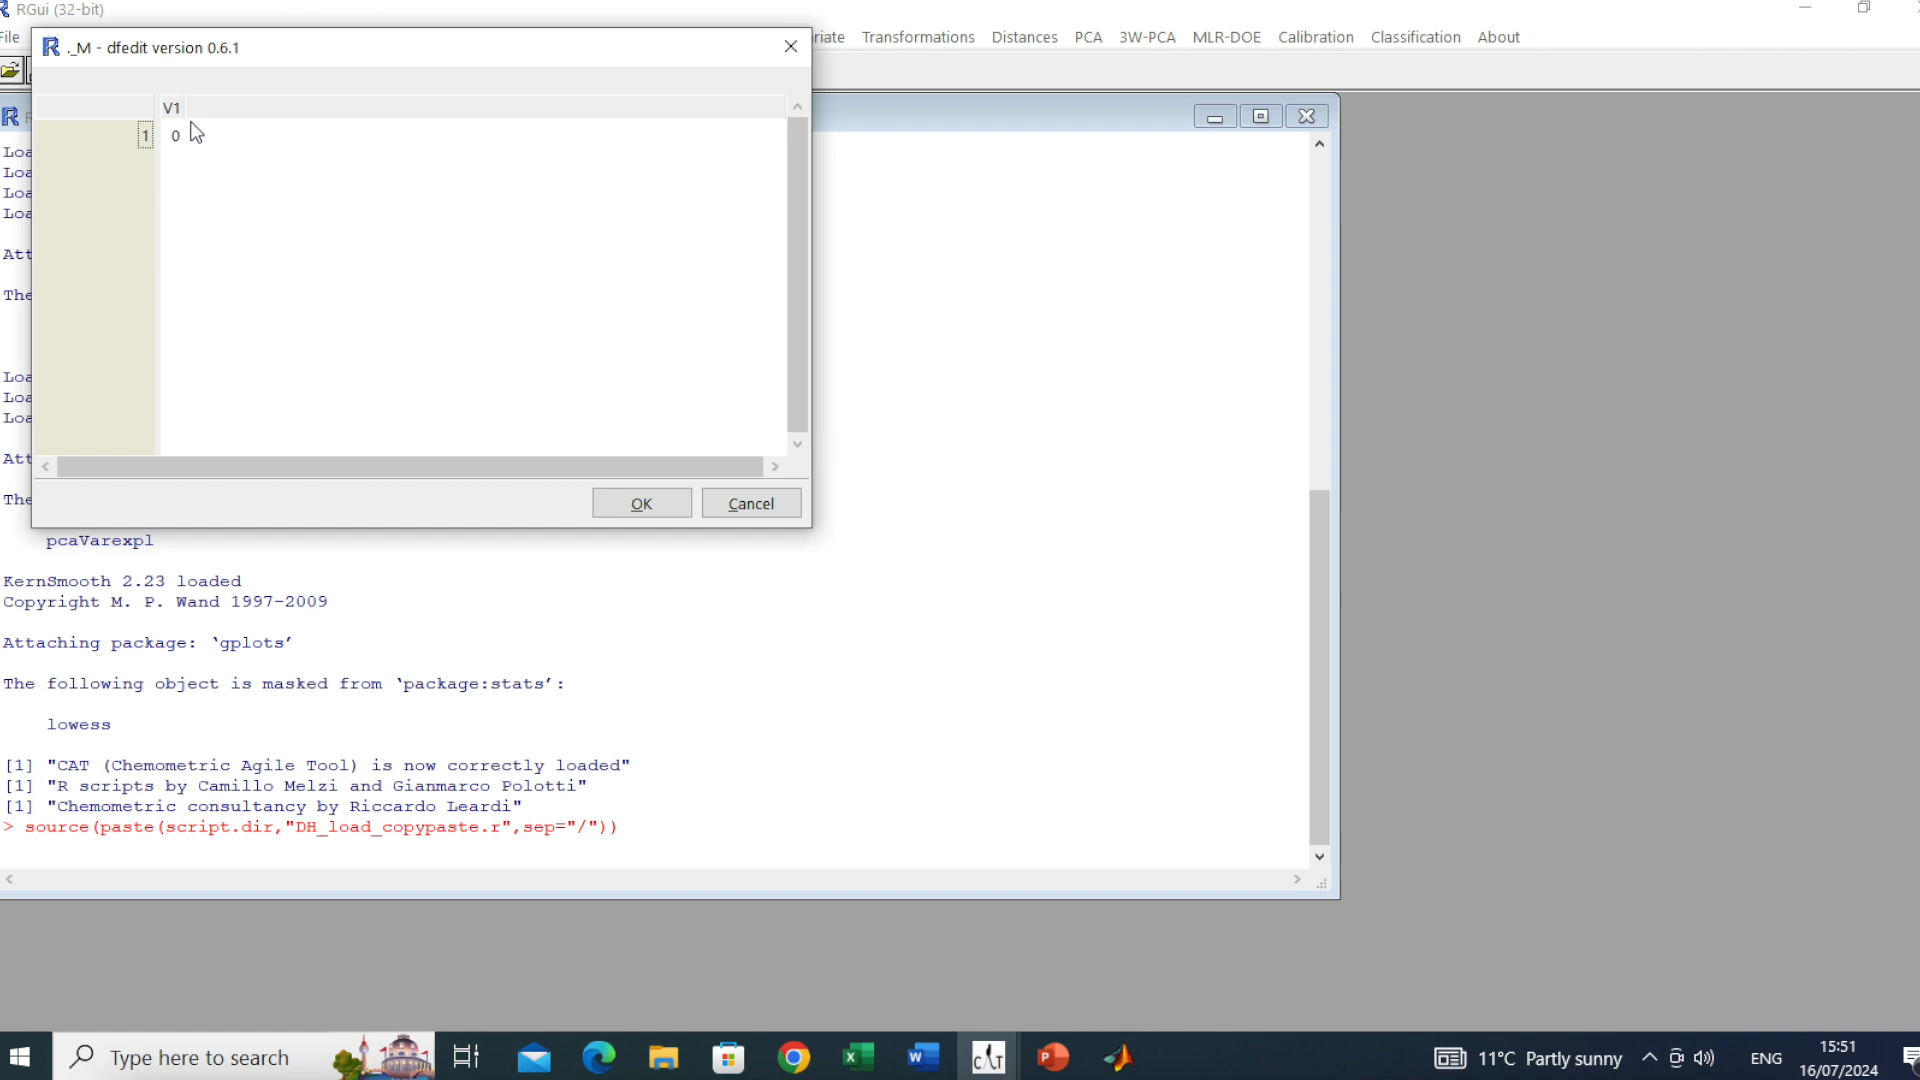 RGui (32-bit)
File
riate Transformations Distances PCA 3W-PCA MLR-DOE Calibration Classification About
._M - dfedit version 0.6.1
V1
1 0
OK Cancel
Loa
Loa
Loa
Loa
Att
The
Loa
Loa
Loa
Att
The
pcaVarexpl
KernSmooth 2.23 loaded
Copyright M. P. Wand 1997-2009
Attaching package: ‘gplots’
The following object is masked from ‘package:stats’:
lowess
[1] "CAT (Chemometric Agile Tool) is now correctly loaded"
[1] "R scripts by Camillo Melzi and Gianmarco Polotti"
[1] "Chemometric consultancy by Riccardo Leardi"
> source(paste(script.dir,"DH_load_copypaste.r",sep="/"))
Type here to search
11°C Partly sunny ENG
15:51
16/07/2024